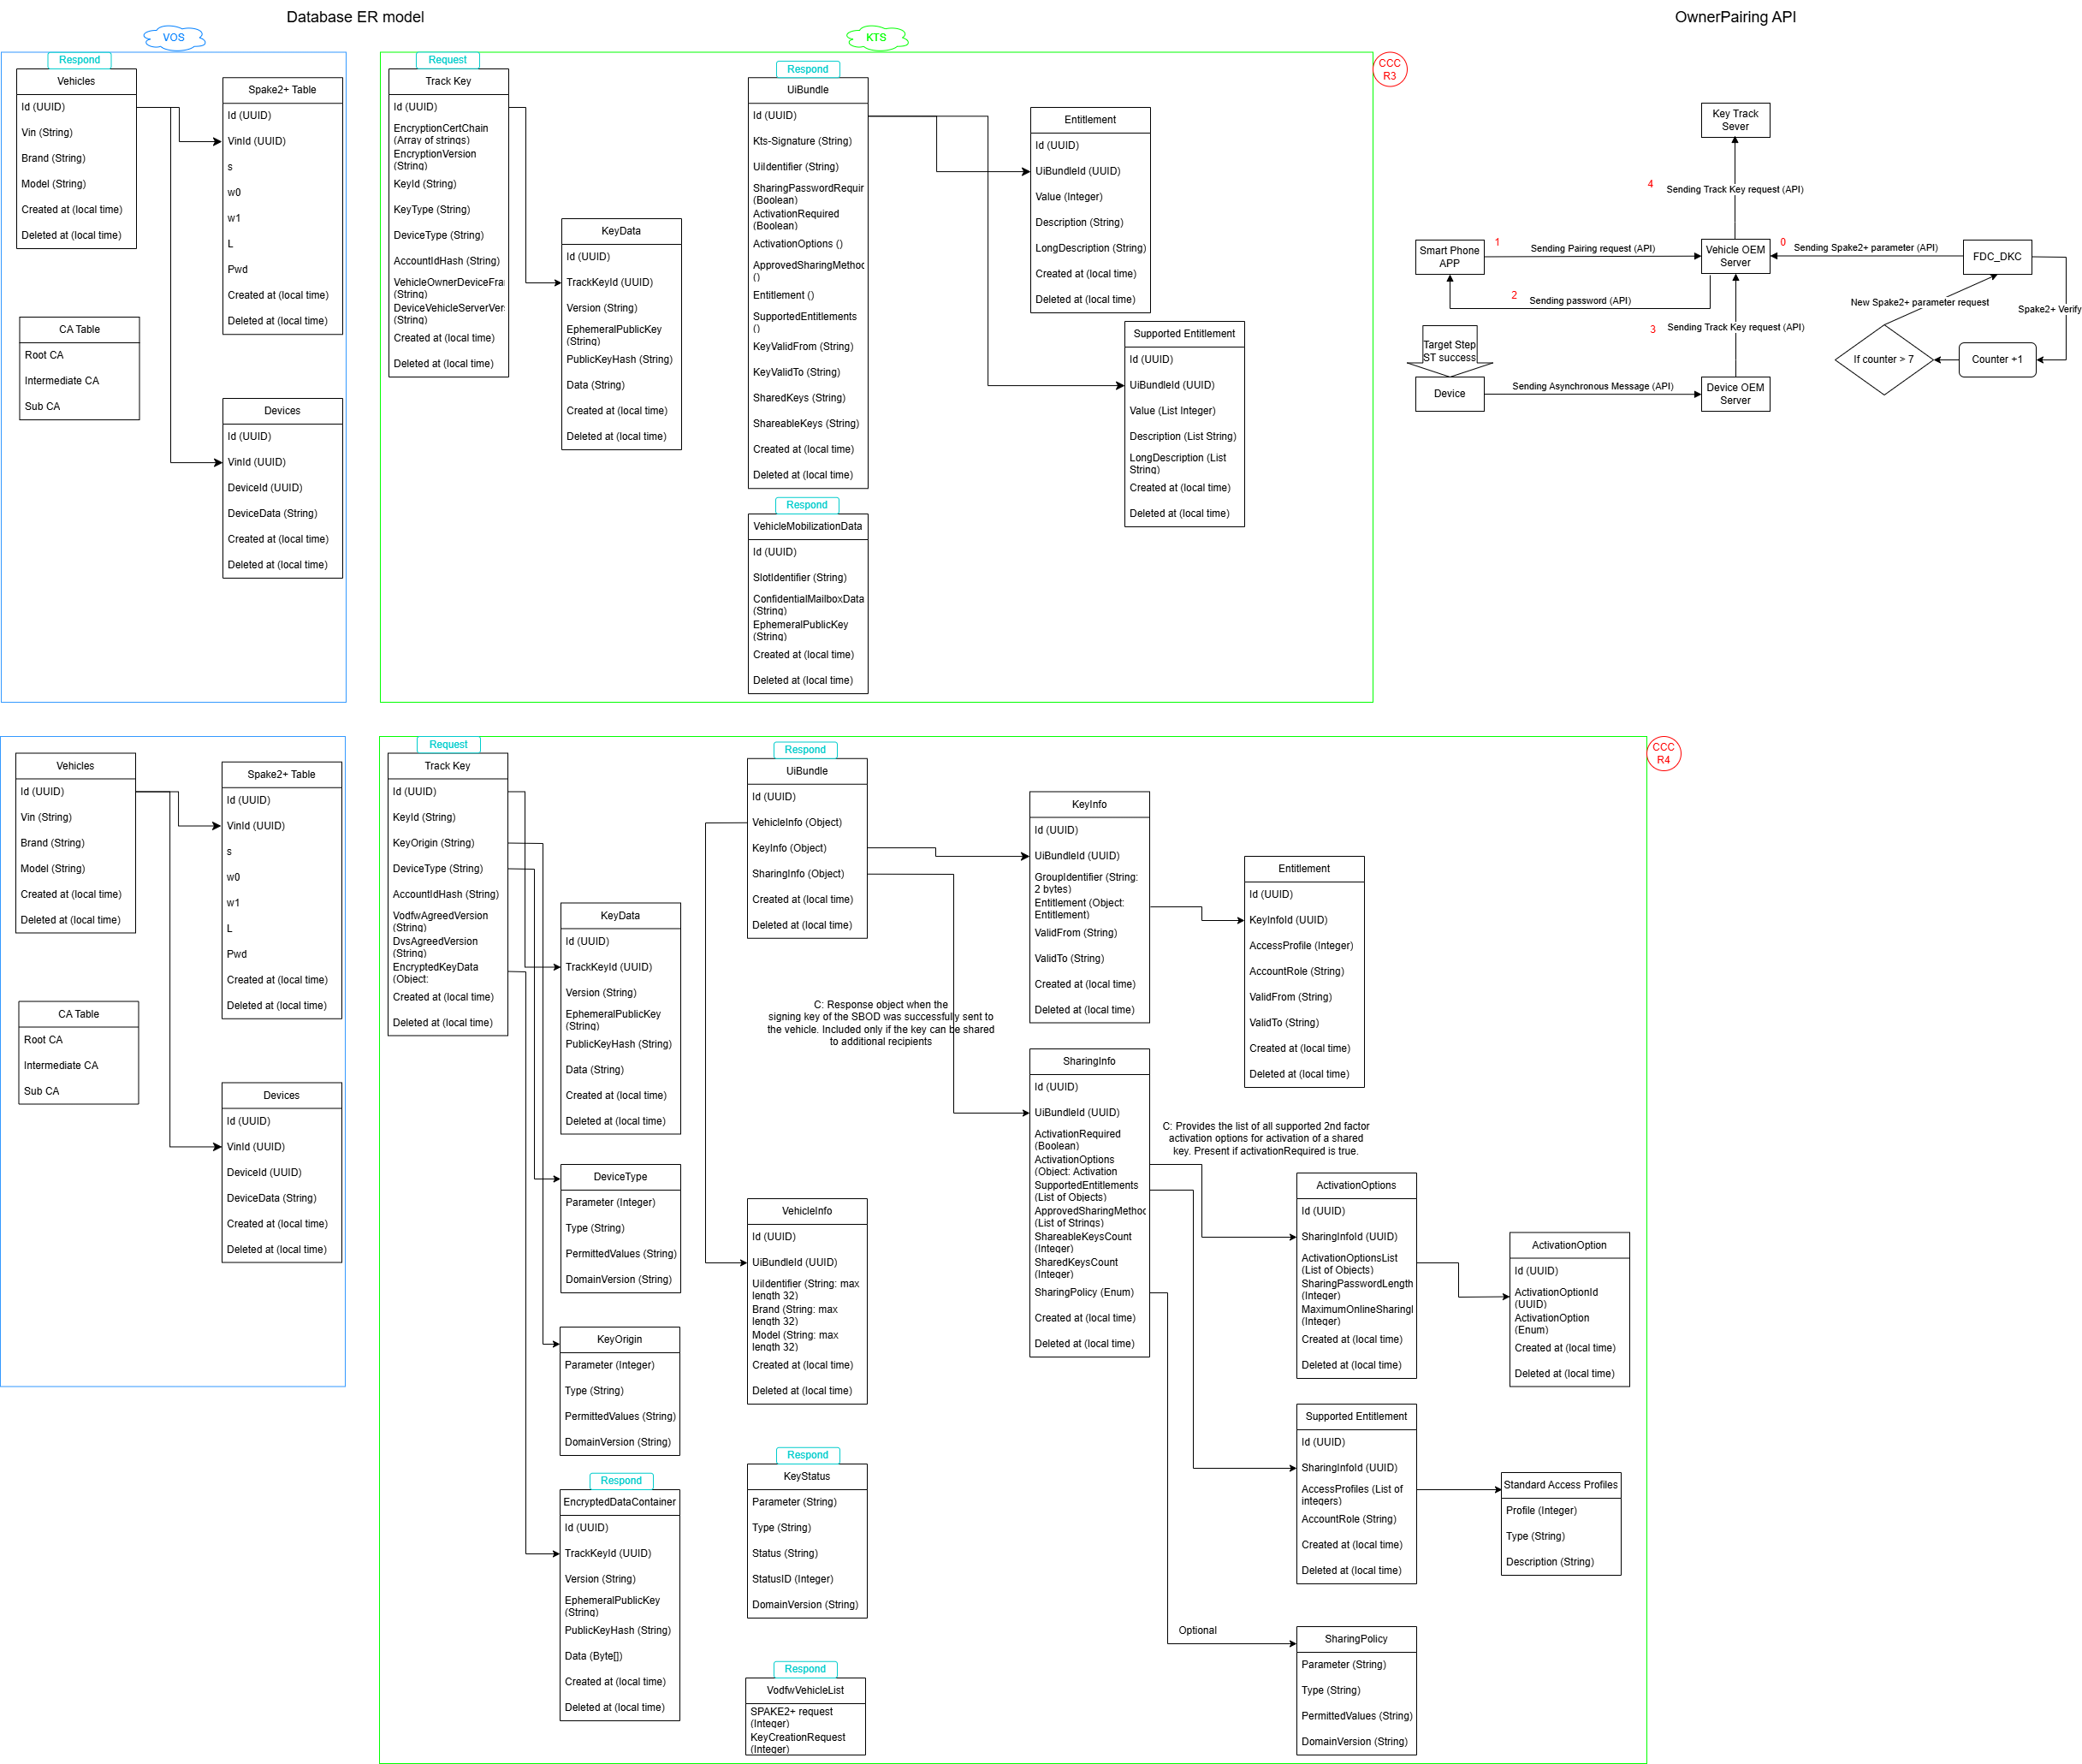 Database ER model
OwnerPairing API
VOS
KTS
CCC
R3
Respond
Vehicles
Id (UUID)
Vin (String)
Brand (String)
Model (String)
Created at (local time)
Deleted at (local time)
Spake2+ Table
Id (UUID)
VinId (UUID)
s
w0
w1
L
Pwd
Created at (local time)
Deleted at (local time)
CA Table
Root CA
Intermediate CA
Sub CA
Devices
Id (UUID)
VinId (UUID)
DeviceId (UUID)
DeviceData (String)
Created at (local time)
Deleted at (local time)
Request
Track Key
Id (UUID)
EncryptionCertChain
(Array of strings)
EncryptionVersion
(String)
KeyId (String)
KeyType (String)
DeviceType (String)
AccountIdHash (String)
VehicleOwnerDeviceFra
(String)
DeviceVehicleServerVer
(String)
Created at (local time)
Deleted at (local time)
KeyData
Id (UUID)
TrackKeyId (UUID)
Version (String)
EphemeralPublicKey
(String)
PublicKeyHash (String)
Data (String)
Created at (local time)
Deleted at (local time)
Respond
UiBundle
Id (UUID)
Kts-Signature (String)
UiIdentifier (String)
SharingPasswordRequir
(Boolean)
ActivationRequired
(Boolean)
ActivationOptions ()
ApprovedSharingMethod
()
Entitlement ()
SupportedEntitlements
()
KeyValidFrom (String)
KeyValidTo (String)
SharedKeys (String)
ShareableKeys (String)
Created at (local time)
Deleted at (local time)
Respond
VehicleMobilizationData
Id (UUID)
SlotIdentifier (String)
ConfidentialMailboxData
(String)
EphemeralPublicKey
(String)
Created at (local time)
Deleted at (local time)
Entitlement
Id (UUID)
UiBundleId (UUID)
Value (Integer)
Description (String)
LongDescription (String)
Created at (local time)
Deleted at (local time)
Supported Entitlement
Id (UUID)
UiBundleId (UUID)
Value (List Integer)
Description (List String)
LongDescription (List
String)
Created at (local time)
Deleted at (local time)
Key Track
Sever
4
Sending Track Key request (API)
Smart Phone
APP
1
Sending Pairing request (API)
Vehicle OEM
Server
0
Sending Spake2+ parameter (API)
FDC_DKC
2
Sending password (API)
New Spake2+ parameter request
Spake2+ Verify
3
Sending Track Key request (API)
Target Step
ST success
If counter > 7
Counter +1
Device
Sending Asynchronous Message (API)
Device OEM
Server
CCC
R4
Vehicles
Id (UUID)
Vin (String)
Brand (String)
Model (String)
Created at (local time)
Deleted at (local time)
Spake2+ Table
Id (UUID)
VinId (UUID)
s
w0
w1
L
Pwd
Created at (local time)
Deleted at (local time)
CA Table
Root CA
Intermediate CA
Sub CA
Devices
Id (UUID)
VinId (UUID)
DeviceId (UUID)
DeviceData (String)
Created at (local time)
Deleted at (local time)
Request
Track Key
Id (UUID)
KeyId (String)
KeyOrigin (String)
DeviceType (String)
AccountIdHash (String)
VodfwAgreedVersion
(String)
DvsAgreedVersion
(String)
EncryptedKeyData
(Object:
Created at (local time)
Deleted at (local time)
KeyData
Id (UUID)
TrackKeyId (UUID)
Version (String)
EphemeralPublicKey
(String)
PublicKeyHash (String)
Data (String)
Created at (local time)
Deleted at (local time)
DeviceType
Parameter (Integer)
Type (String)
PermittedValues (String)
DomainVersion (String)
KeyOrigin
Parameter (Integer)
Type (String)
PermittedValues (String)
DomainVersion (String)
Respond
EncryptedDataContainer
Id (UUID)
TrackKeyId (UUID)
Version (String)
EphemeralPublicKey
(String)
PublicKeyHash (String)
Data (Byte[])
Created at (local time)
Deleted at (local time)
Respond
UiBundle
Id (UUID)
VehicleInfo (Object)
KeyInfo (Object)
SharingInfo (Object)
Created at (local time)
Deleted at (local time)
C: Response object when the
signing key of the SBOD was successfully sent to
the vehicle. Included only if the key can be shared
to additional recipients
VehicleInfo
Id (UUID)
UiBundleId (UUID)
UiIdentifier (String: max
length 32)
Brand (String: max
length 32)
Model (String: max
length 32)
Created at (local time)
Deleted at (local time)
Respond
KeyStatus
Parameter (String)
Type (String)
Status (String)
StatusID (Integer)
DomainVersion (String)
Respond
VodfwVehicleList
SPAKE2+ request
(Integer)
KeyCreationRequest
(Integer)
KeyInfo
Id (UUID)
UiBundleId (UUID)
GroupIdentifier (String:
2 bytes)
Entitlement (Object:
Entitlement)
ValidFrom (String)
ValidTo (String)
Created at (local time)
Deleted at (local time)
Entitlement
Id (UUID)
KeyInfoId (UUID)
AccessProfile (Integer)
AccountRole (String)
ValidFrom (String)
ValidTo (String)
Created at (local time)
Deleted at (local time)
SharingInfo
Id (UUID)
UiBundleId (UUID)
ActivationRequired
(Boolean)
ActivationOptions
(Object: Activation
SupportedEntitlements
(List of Objects)
ApprovedSharingMethod
(List of Strings)
ShareableKeysCount
(Integer)
SharedKeysCount
(Integer)
SharingPolicy (Enum)
Created at (local time)
Deleted at (local time)
C: Provides the list of all supported 2nd factor
activation options for activation of a shared
key. Present if activationRequired is true.
ActivationOptions
Id (UUID)
SharingInfoId (UUID)
ActivationOptionsList
(List of Objects)
SharingPasswordLength
(Integer)
MaximumOnlineSharingI
(Integer)
Created at (local time)
Deleted at (local time)
ActivationOption
Id (UUID)
ActivationOptionId
(UUID)
ActivationOption
(Enum)
Created at (local time)
Deleted at (local time)
Supported Entitlement
Id (UUID)
SharingInfoId (UUID)
AccessProfiles (List of
integers)
AccountRole (String)
Created at (local time)
Deleted at (local time)
Standard Access Profiles
Profile (Integer)
Type (String)
Description (String)
Optional
SharingPolicy
Parameter (String)
Type (String)
PermittedValues (String)
DomainVersion (String)